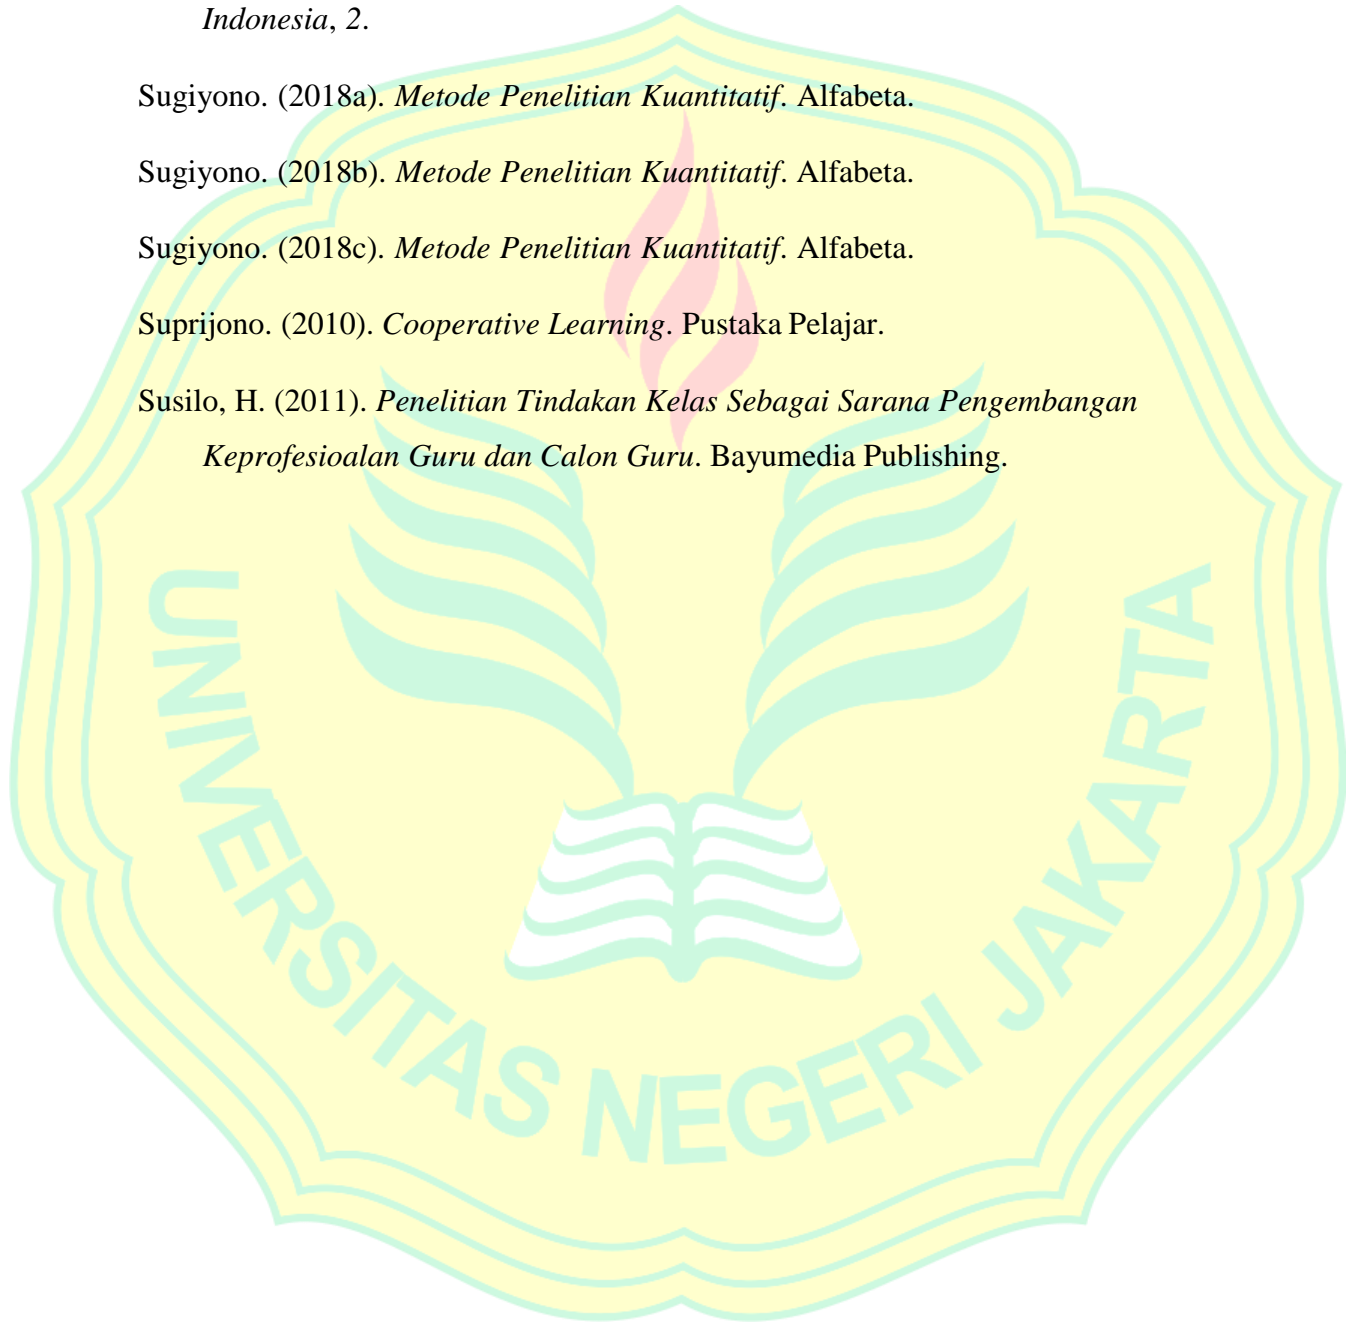 Indonesia, 2.
Sugiyono. (2018a). Metode Penelitian Kuantitatif. Alfabeta.
Sugiyono. (2018b). Metode Penelitian Kuantitatif. Alfabeta.
Sugiyono. (2018c). Metode Penelitian Kuantitatif. Alfabeta.
Suprijono. (2010). Cooperative Learning. Pustaka Pelajar.
Susilo, H. (2011). Penelitian Tindakan Kelas Sebagai Sarana Pengembangan
Keprofesioalan Guru dan Calon Guru. Bayumedia Publishing.
UNIVERSITAS NEGERI JAKARTA